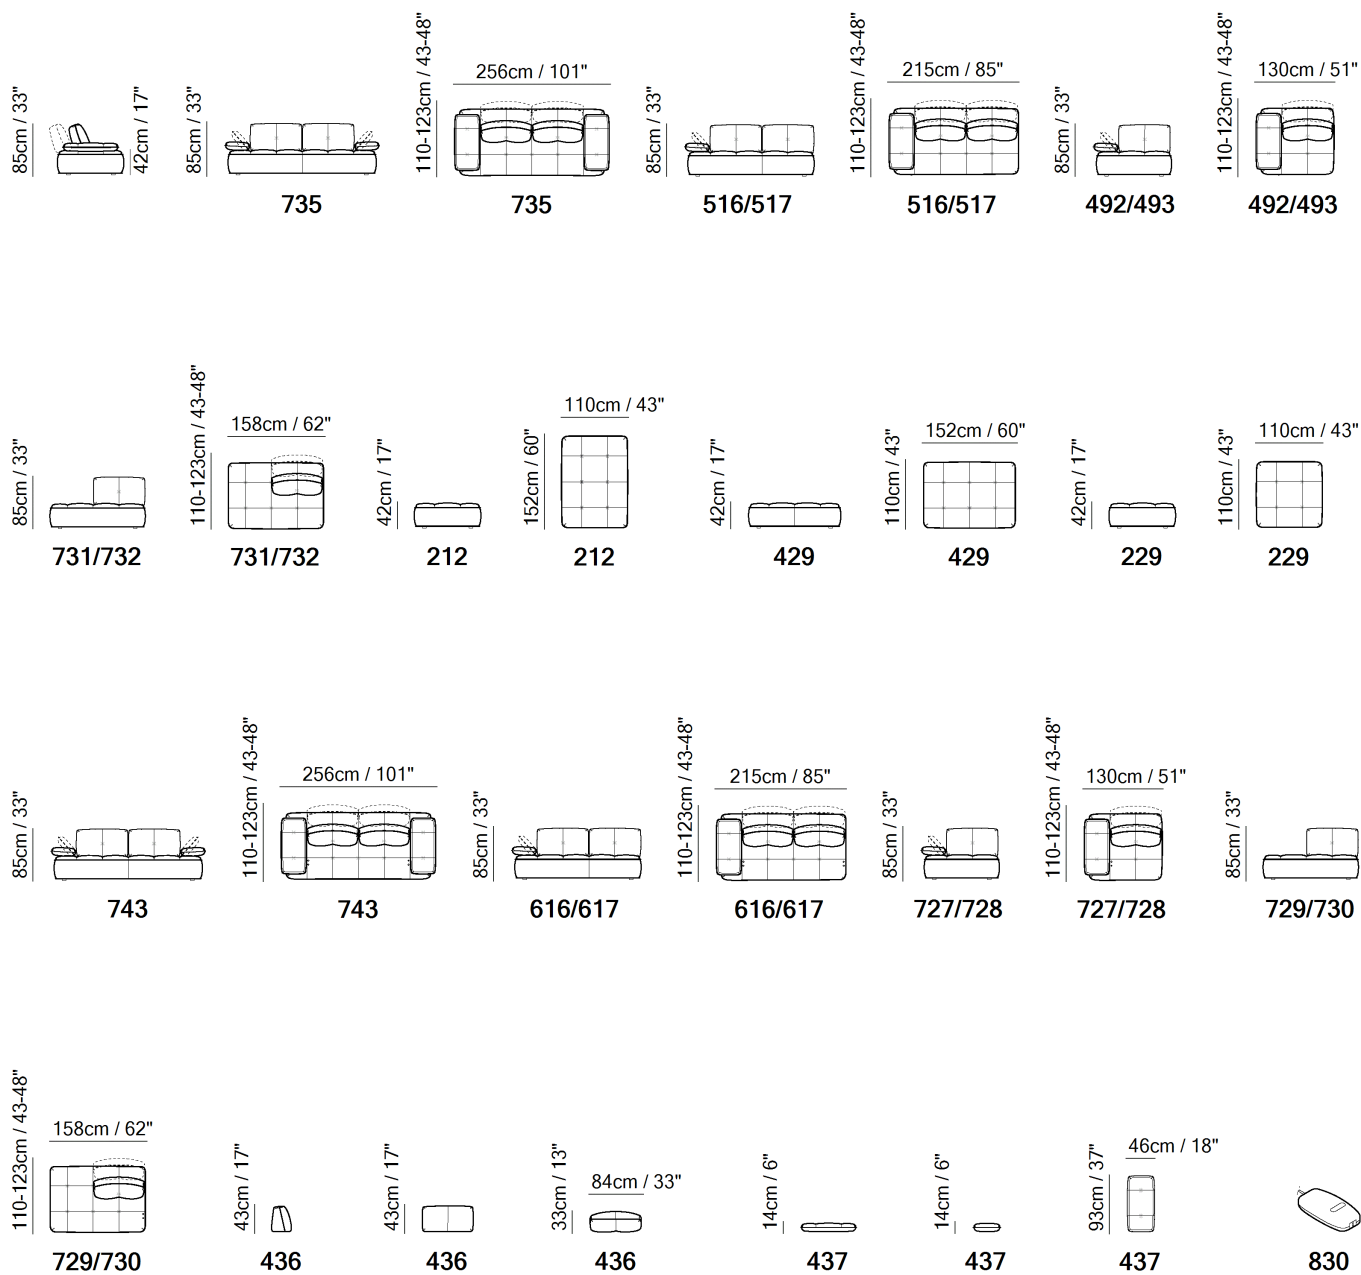 85cm / 33"
42cm / 17"
85cm / 33"
735
110-123cm / 43-48"
256cm / 101"
735
85cm / 33"
516/517
110-123cm / 43-48"
215cm / 85"
516/517
85cm / 33"
492/493
110-123cm / 43-48"
130cm / 51"
492/493
85cm / 33"
731/732
110-123cm / 43-48"
158cm / 62"
731/732
42cm / 17"
212
152cm / 60"
110cm / 43"
212
42cm / 17"
429
110cm / 43"
152cm / 60"
429
42cm / 17"
229
110cm / 43"
110cm / 43"
229
85cm / 33"
743
110-123cm / 43-48"
256cm / 101"
743
85cm / 33"
616/617
110-123cm / 43-48"
215cm / 85"
616/617
85cm / 33"
727/728
110-123cm / 43-48"
130cm / 51"
727/728
85cm / 33"
729/730
110-123cm / 43-48"
158cm / 62"
729/730
43cm / 17"
436
43cm / 17"
436
33cm / 13"
84cm / 33"
436
14cm / 6"
437
14cm / 6"
437
93cm / 37"
46cm / 18"
437
830